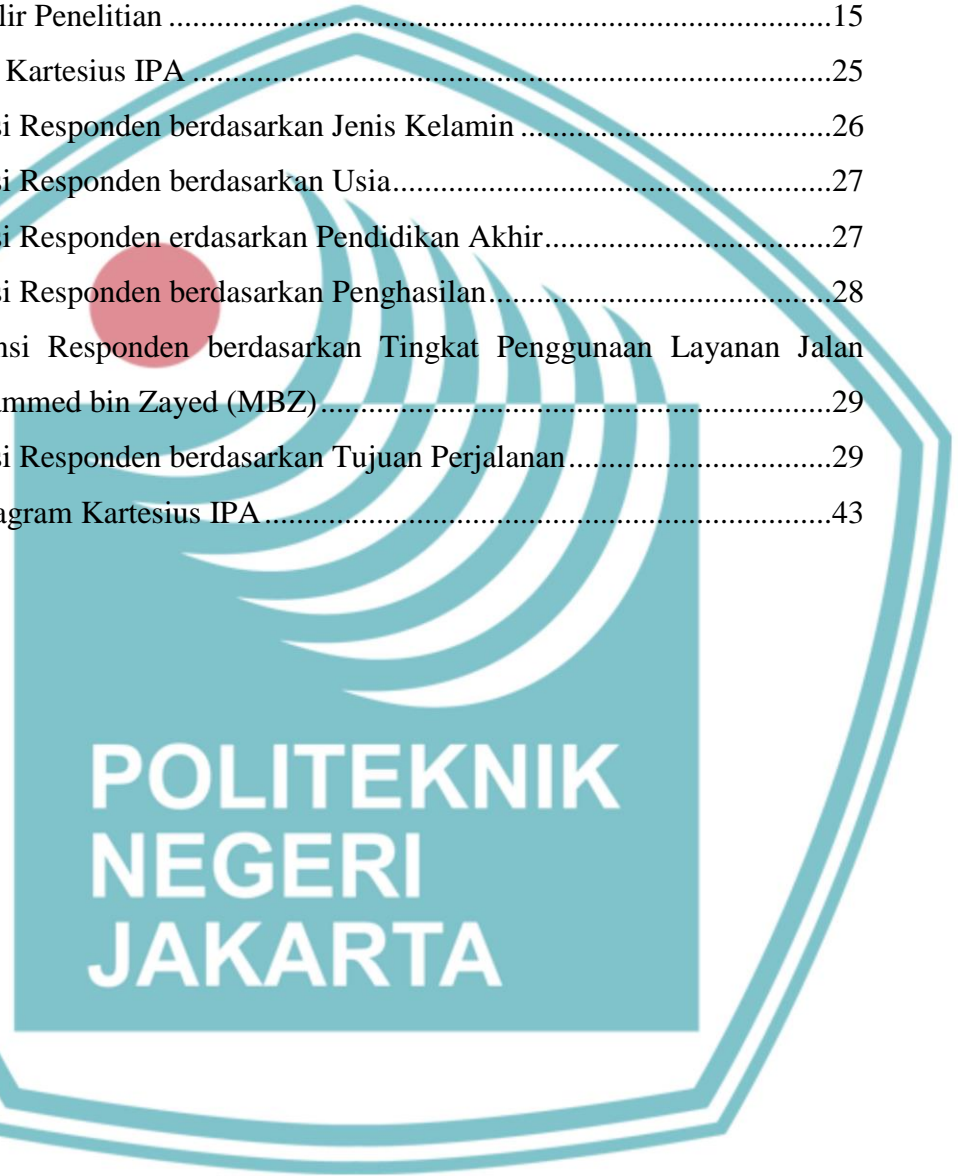 lir Penelitian ........................................................................................15
Kartesius IPA .....................................................................................25
si Responden berdasarkan Jenis Kelamin .........................................26
si Responden berdasarkan Usia..........................................................27
si Responden erdasarkan Pendidikan Akhir......................................27
si Responden berdasarkan Penghasilan.............................................28
nsi Responden berdasarkan Tingkat Penggunaan Layanan Jalan
ammed bin Zayed (MBZ)....................................................................29
si Responden berdasarkan Tujuan Perjalanan...................................29
agram Kartesius IPA...........................................................................43
POLITEKNIK
NEGERI
JAKARTA